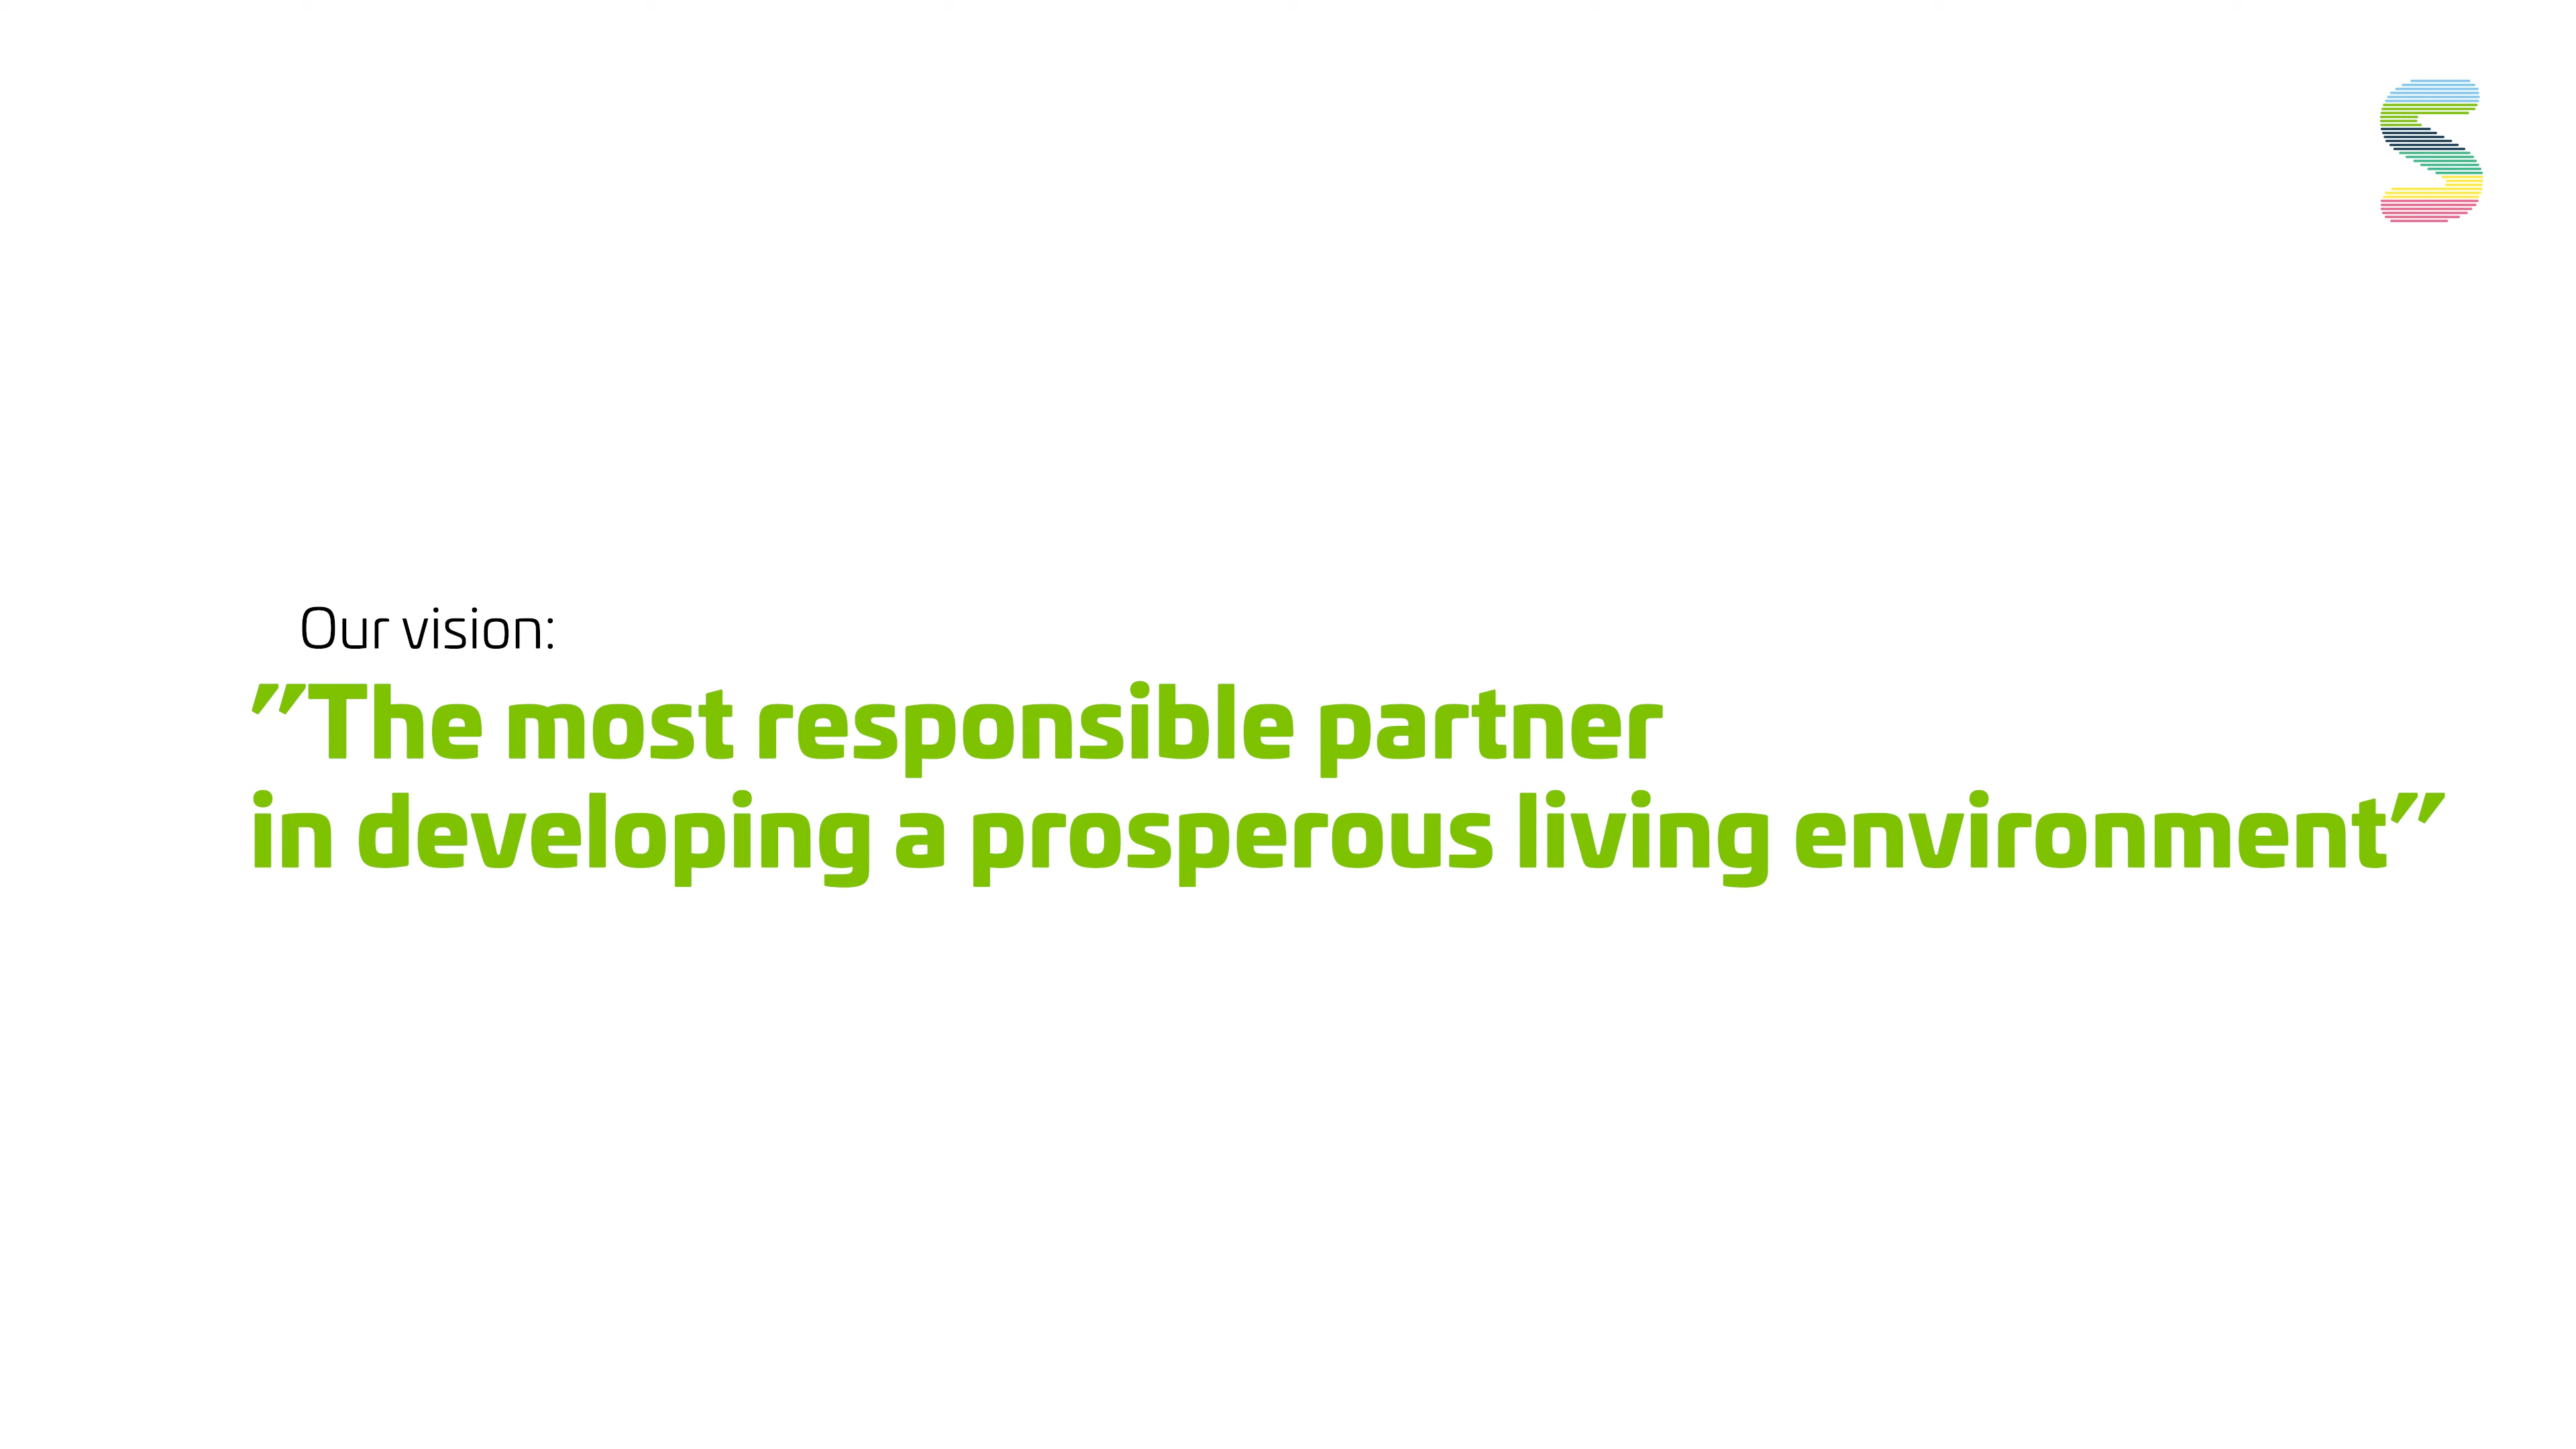 Our vision:
”The most responsible partner
in developing a prosperous living environment”